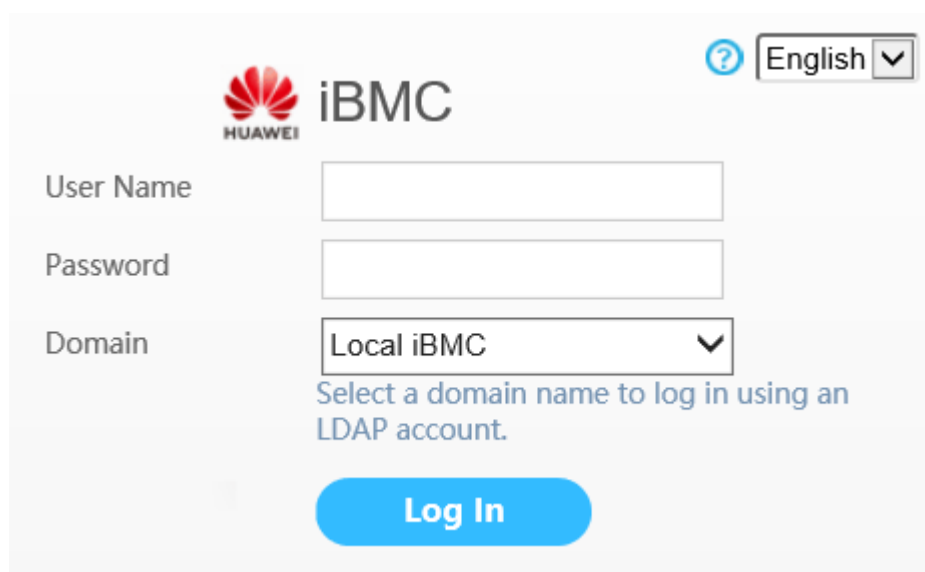 English
HUAWEI
iBMC
User Name
Password
Domain
Local iBMC
Select a domain name to log in using an
LDAP account.
Log In